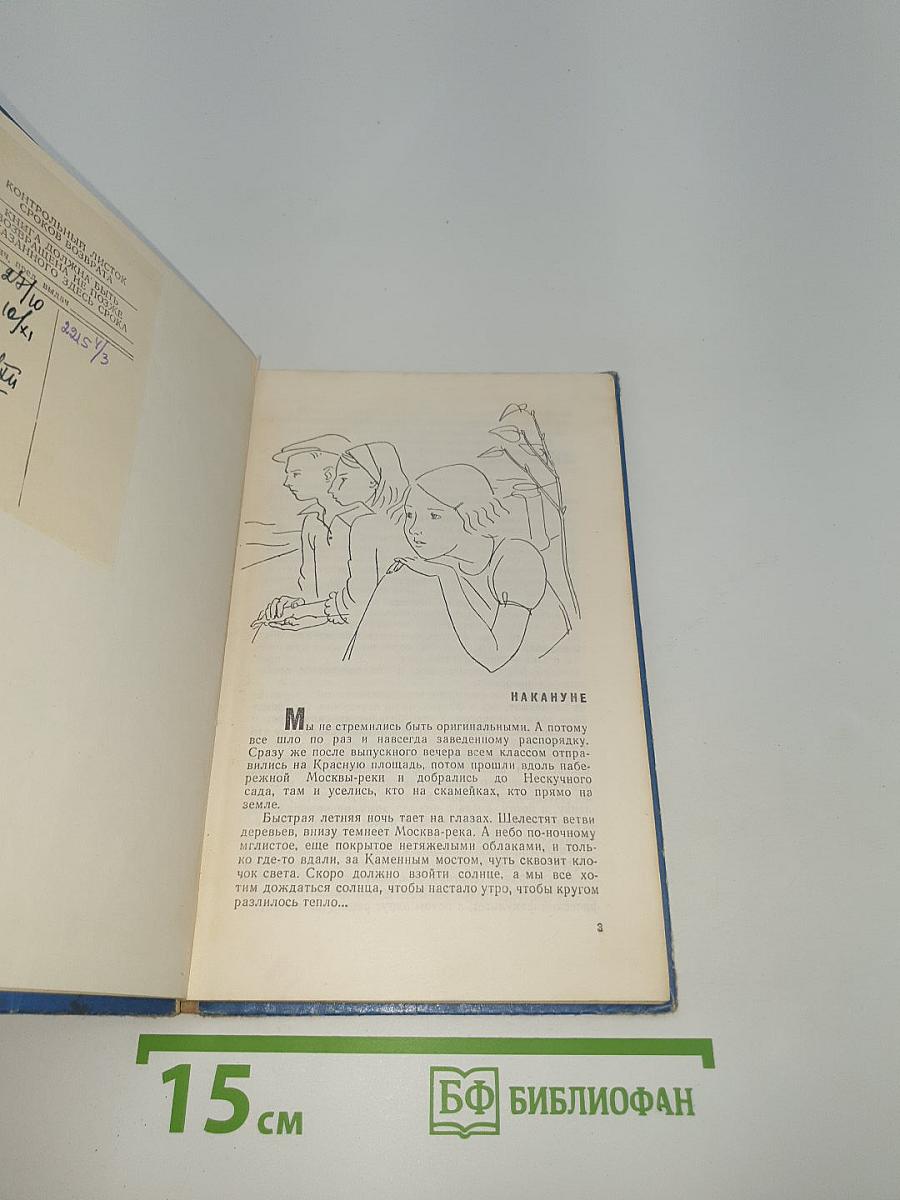 КОНТРОЛЬНЫЙ ЛИСТОК
СРОКОВ ВОЗВРАТА
КНИГА ДОЛЖНА БЫТЬ
ВОЗВРАЩЕНА НЕ ПОЗЖЕ
АЗАННОГО ЗДЕСЬ СРОКА
пред. выдач
27/10
10/XI
XII
2215 V/3
НАКАНУНЕ
Мы не стремились быть оригинальными. А потому
все шло по раз и навсегда заведенному распорядку.
Сразу же после выпускного вечера всем классом отпра-
вились на Красную площадь, потом прошли вдоль набе-
режной Москвы-реки и добрались до Нескучного
сада, там и уселись, кто на скамейках, кто прямо на
земле.
Быстрая летняя ночь тает на глазах. Шелестят ветви
деревьев, внизу темнеет Москва-река. А небо по-ночному
мглистое, еще покрытое нетяжелыми облаками, и толь-
ко где-то вдали, за Каменным мостом, чуть сквозит кло-
чок света. Скоро должно взойти солнце, а мы все хо-
тим дождаться солнца, чтобы настало утро, чтобы кругом
разлилось тепло...
3
15 см
БФ БИБЛИОФАН